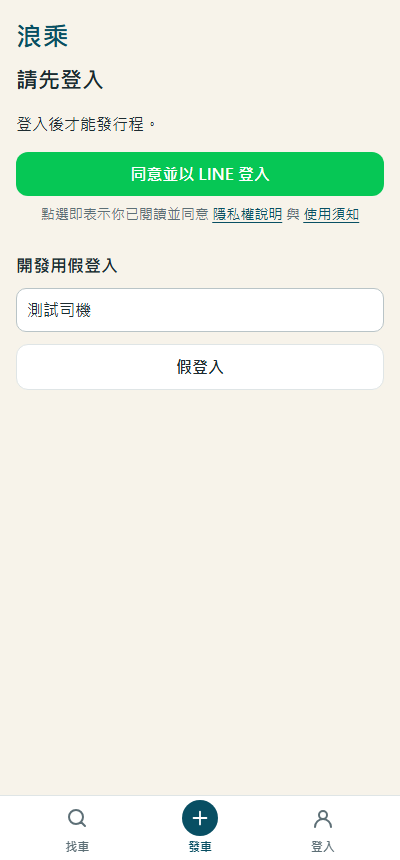 浪乘
請先登入
登入後才能發行程。
同意並以 LINE 登入
點選即表示你已閱讀並同意 隱私權說明 與 使用須知
開發用假登入
測試司機
假登入
找車
發車
登入